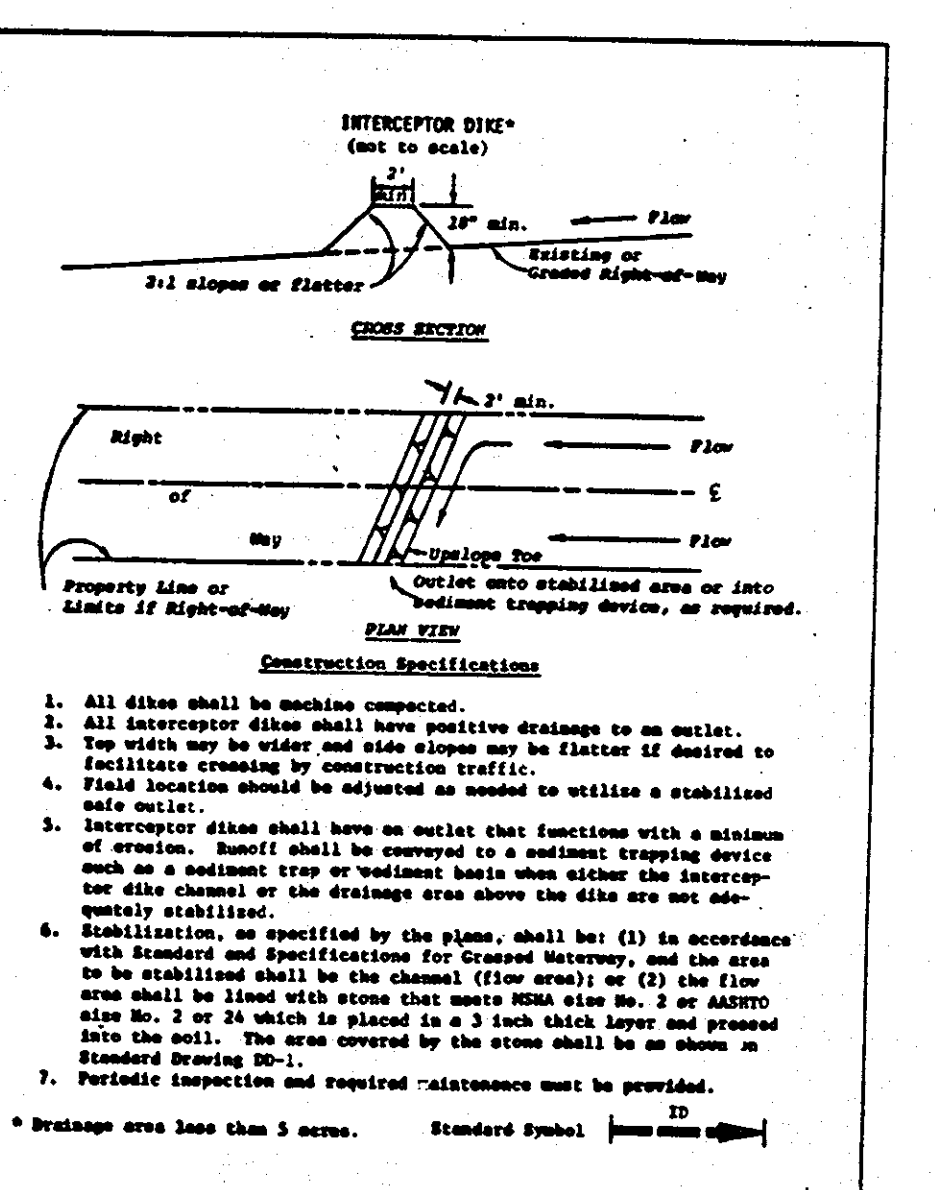 INTERCEPTOR DIKE*
(not to scale)
2'
min
18" min.
Flow
Existing or
Graded Right-of-Way
2:1 slopes or flatter
CROSS SECTION
2' min.
Right
Flow
of
℄
Way
Flow
Upslope Toe
Property Line or
Limits if Right-of-Way
Outlet onto stabilized area or into
sediment trapping device, as required.
PLAN VIEW
Construction Specifications
1. All dikes shall be machine compacted.
2. All interceptor dikes shall have positive drainage to an outlet.
3. Top width may be wider and side slopes may be flatter if desired to
facilitate crossing by construction traffic.
4. Field location should be adjusted as needed to utilize a stabilized
safe outlet.
5. Interceptor dikes shall have an outlet that functions with a minimum
of erosion. Runoff shall be conveyed to a sediment trapping device
such as a sediment trap or sediment basin when either the intercep-
tor dike channel or the drainage area above the dike are not ade-
quately stabilized.
6. Stabilization, as specified by the plans, shall be: (1) in accordance
with Standard and Specifications for Grassed Waterway, and the area
to be stabilized shall be the channel (flow area); or (2) the flow
area shall be lined with stone that meets MSHA size No. 2 or AASHTO
size No. 2 or 24 which is placed in a 3 inch thick layer and pressed
into the soil. The area covered by the stone shall be as shown on
Standard Drawing DD-1.
7. Periodic inspection and required maintenance must be provided.
* Drainage area less than 5 acres.
Standard Symbol
ID